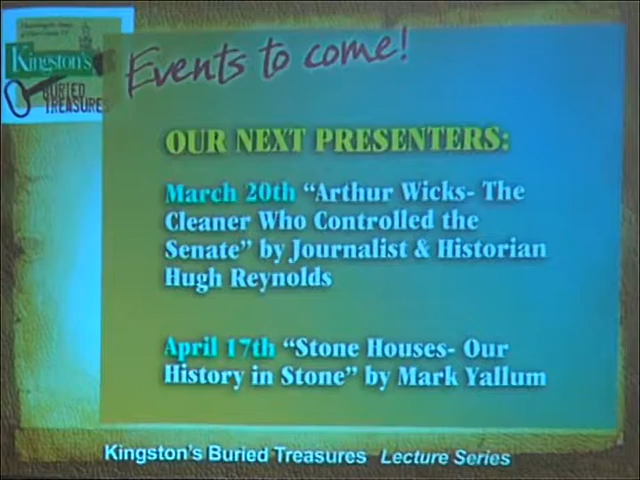 Kingston's
BURIED
TREASURES
Events to come!
OUR NEXT PRESENTERS:
March 20th “Arthur Wicks- The
Cleaner Who Controlled the
Senate” by Journalist & Historian
Hugh Reynolds
April 17th “Stone Houses- Our
History in Stone” by Mark Yallum
Kingston's Buried Treasures Lecture Series